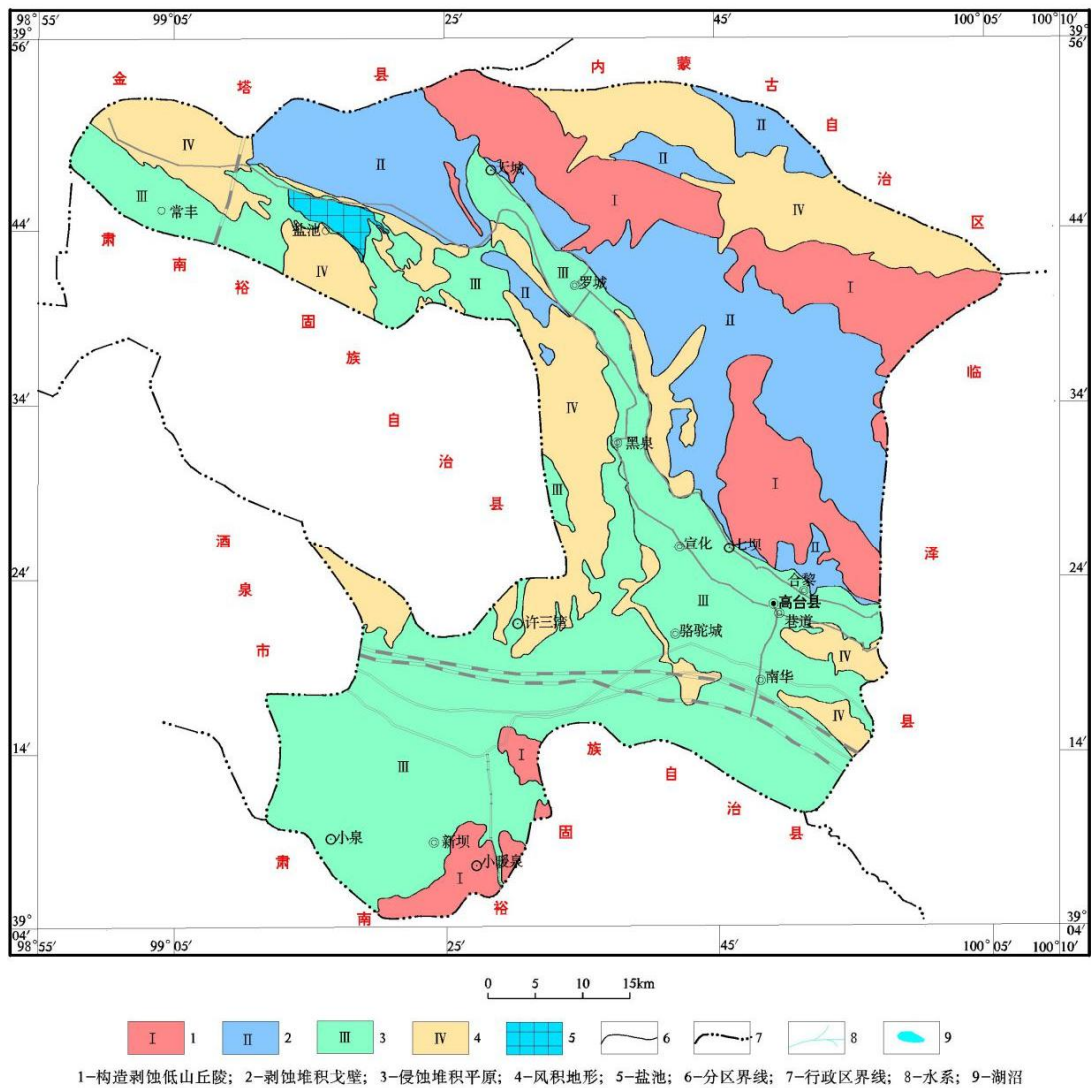 98°55′ 99°05′ 25′ 45′ 100°05′ 100°10′
39°56′ 39°56′
金塔县
内蒙古自治区
Ⅳ
Ⅱ
Ⅱ
Ⅱ
天城
Ⅰ
Ⅳ
Ⅲ
常丰
44′ 44′
盐池
Ⅳ
Ⅲ
Ⅱ
Ⅲ
罗城
Ⅰ
肃南裕固族自治县
Ⅱ
34′ 34′
临泽县
Ⅳ
黑泉
Ⅲ
Ⅰ
酒泉市
宣化
七坝
Ⅱ
24′ 24′
合黎
高台县
巷道
Ⅲ
许三湾
骆驼城
Ⅳ
南华
Ⅳ
14′ 14′
Ⅲ
Ⅰ
小泉
新坝
小暖泉
Ⅰ
肃南裕固族自治县
39°04′ 39°04′
98°55′ 99°05′ 25′ 45′ 100°05′ 100°10′
0 5 10 15km
Ⅰ 1 Ⅱ 2 Ⅲ 3 Ⅳ 4 5 6 7 8 9
1-构造剥蚀低山丘陵; 2-剥蚀堆积戈壁; 3-侵蚀堆积平原; 4-风积地形; 5-盐池; 6-分区界线; 7-行政区界线; 8-水系; 9-湖沼